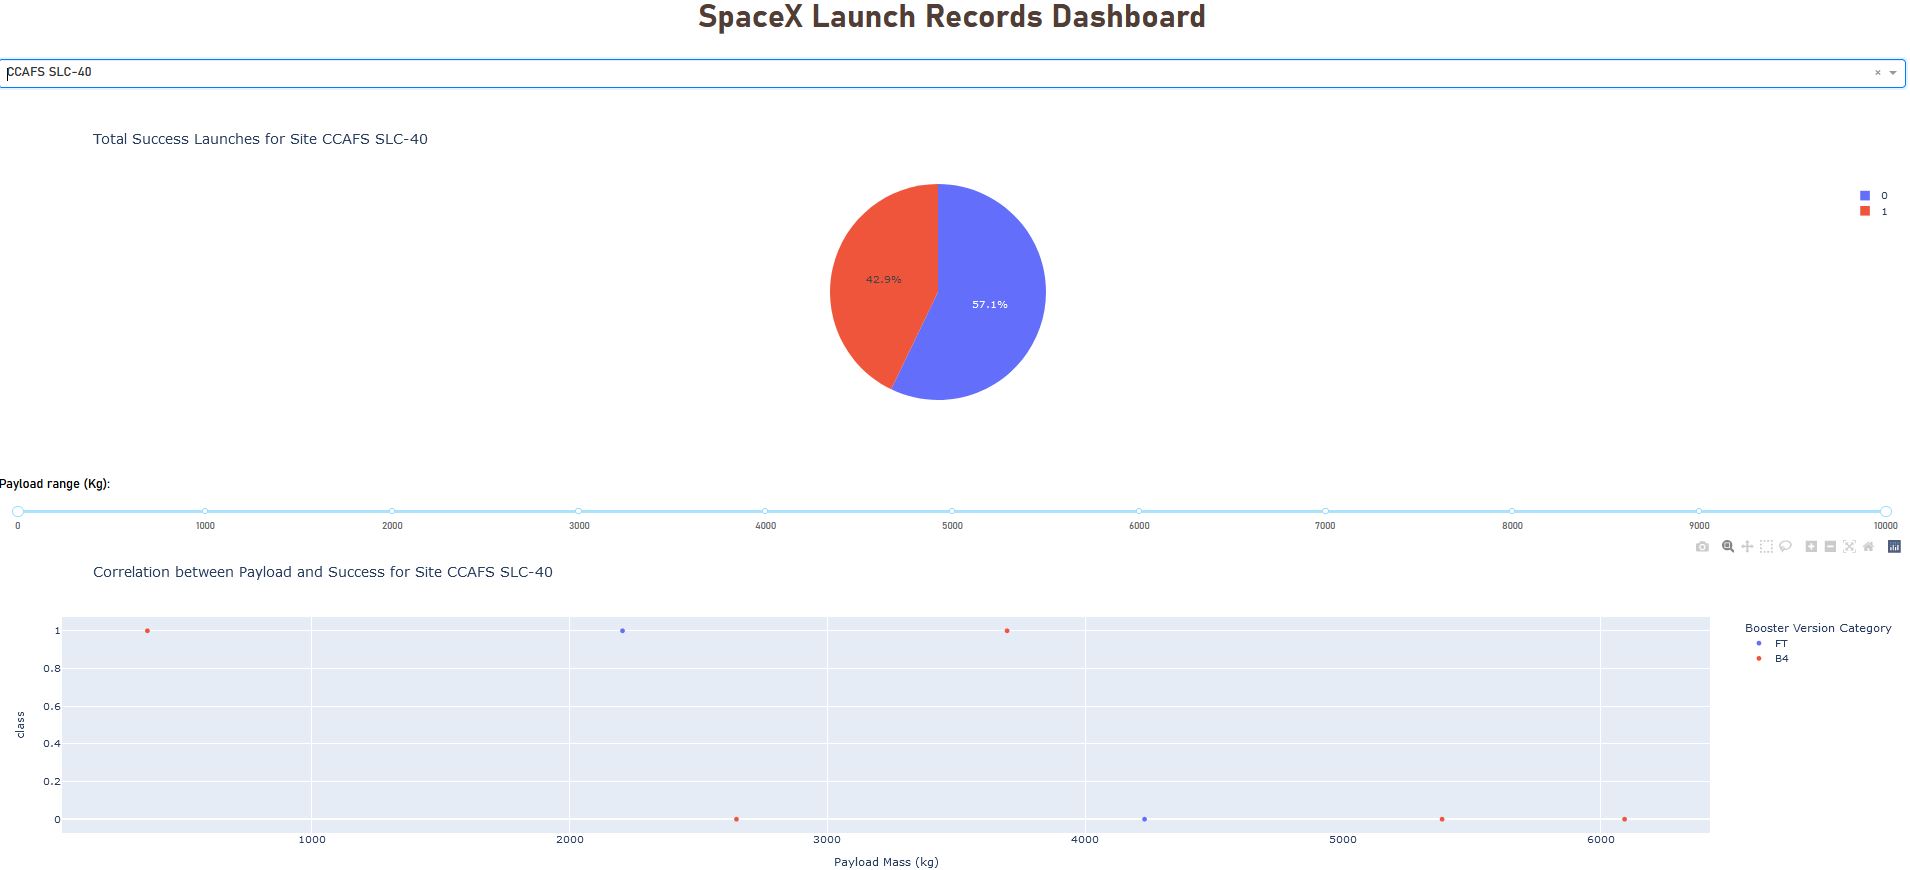 SpaceX Launch Records Dashboard
CCAFS SLC-40
×
Total Success Launches for Site CCAFS SLC-40
0
1
42.9%
57.1%
Payload range (Kg):
0 1000 2000 3000 4000 5000 6000 7000 8000 9000 10000
Correlation between Payload and Success for Site CCAFS SLC-40
Booster Version Category
FT
B4
1
0.8
0.6
0.4
0.2
0
class
1000 2000 3000 4000 5000 6000
Payload Mass (kg)